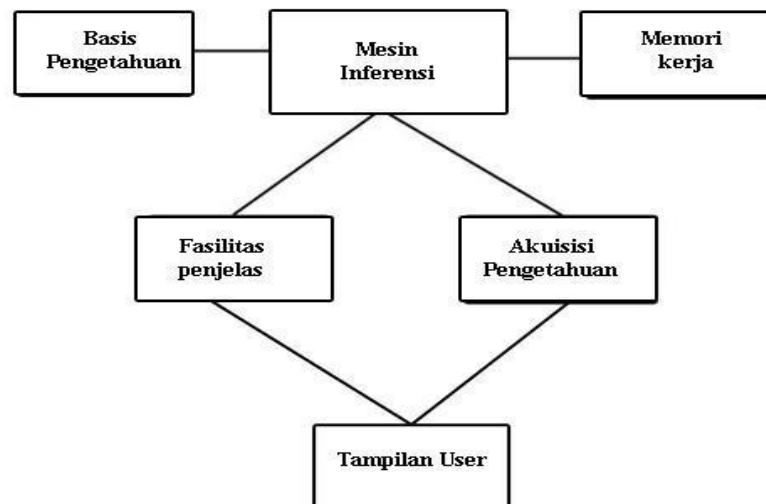 Basis
Pengetahuan
Mesin
Inferensi
Memori
kerja
Fasilitas
penjelas
Akuisisi
Pengetahuan
Tampilan User